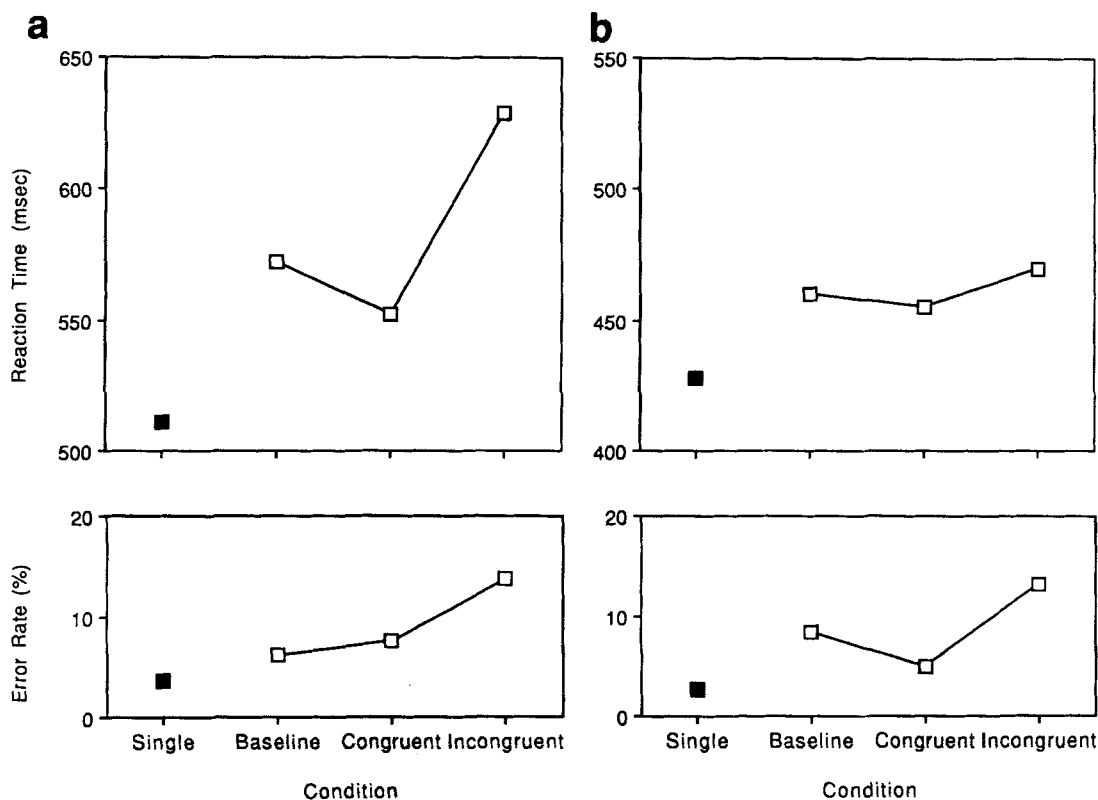 a
650
600
550
500
Reaction Time (msec)
20
10
0
Error Rate (%)
Single Baseline Congruent Incongruent
Condition
b
550
500
450
400
20
10
0
Single Baseline Congruent Incongruent
Condition